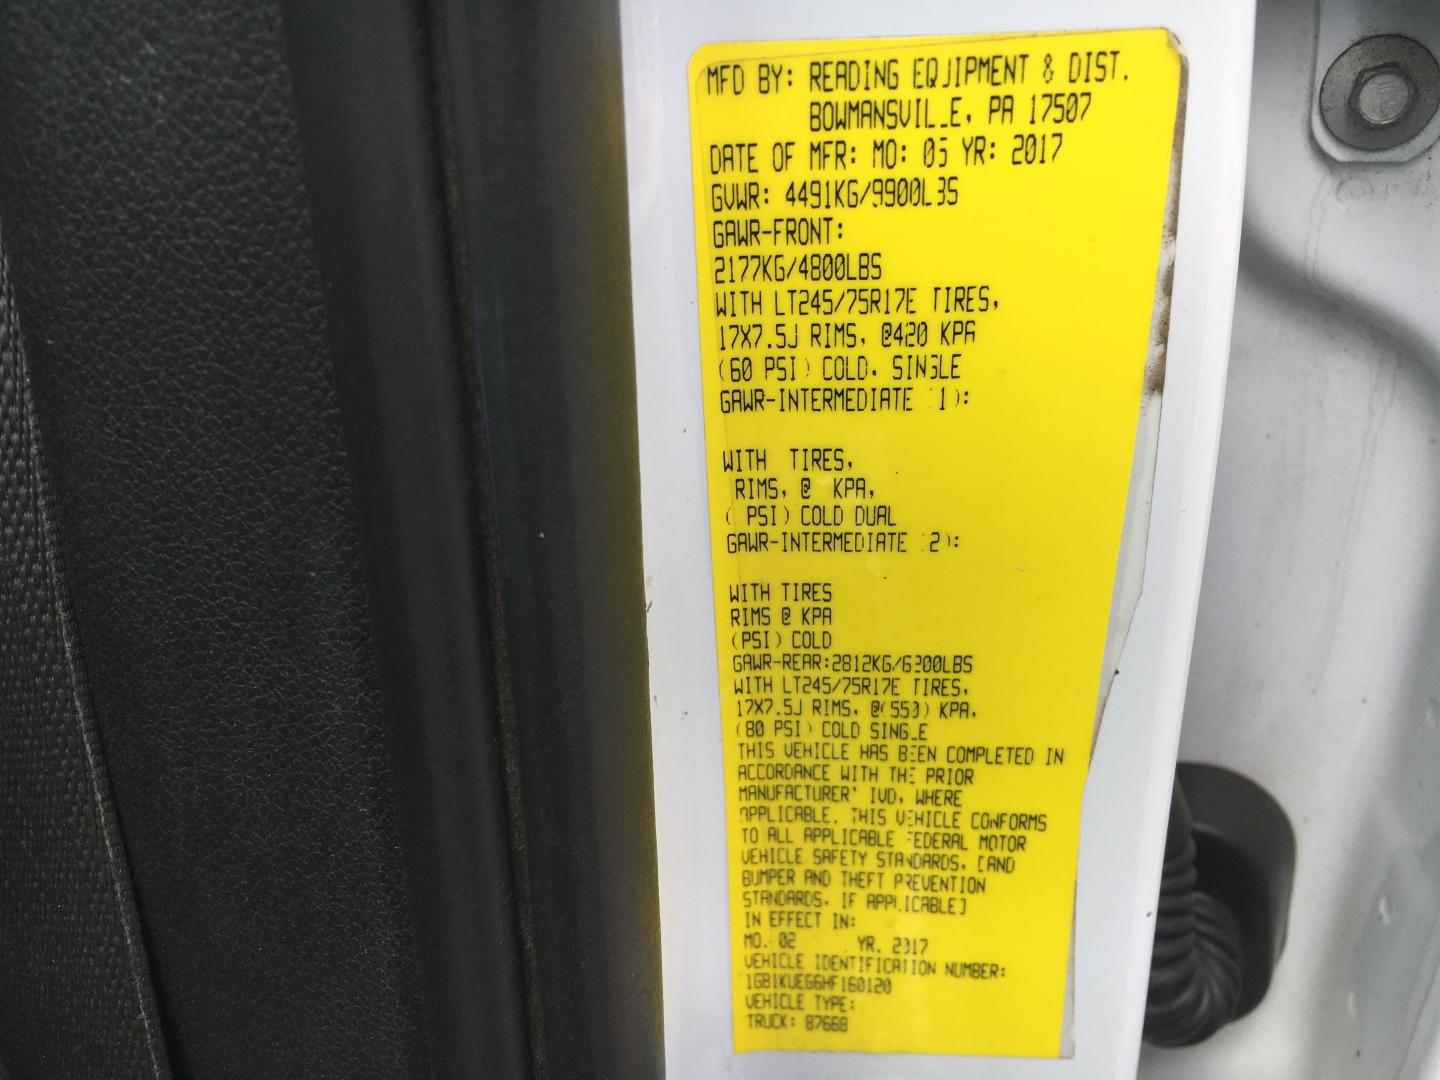 MFD BY: READING EQUIPMENT & DIST.
BOWMANSVILLE, PA 17507
DATE OF MFR: MO: 05 YR: 2017
GVWR: 4491KG/9900LBS
GAWR-FRONT:
2177KG/4800LBS
WITH LT245/75R17E TIRES,
17X7.5J RIMS, @420 KPA
(60 PSI) COLD. SINGLE
GAWR-INTERMEDIATE (1):
WITH TIRES,
RIMS, @ KPA,
( PSI) COLD DUAL
GAWR-INTERMEDIATE (2):
WITH TIRES
RIMS @ KPA
(PSI) COLD
GAWR-REAR:2812KG/6200LBS
WITH LT245/75R17E TIRES,
17X7.5J RIMS, @(550) KPA,
(80 PSI) COLD SINGLE
THIS VEHICLE HAS BEEN COMPLETED IN
ACCORDANCE WITH THE PRIOR
MANUFACTURER' IVD, WHERE
APPLICABLE. THIS VEHICLE CONFORMS
TO ALL APPLICABLE FEDERAL MOTOR
VEHICLE SAFETY STANDARDS, [AND
BUMPER AND THEFT PREVENTION
STANDARDS, IF APPLICABLE]
IN EFFECT IN:
MO. 02 YR. 2017
VEHICLE IDENTIFICATION NUMBER:
1GB1KUEG6HF160120
VEHICLE TYPE:
TRUCK: 87668